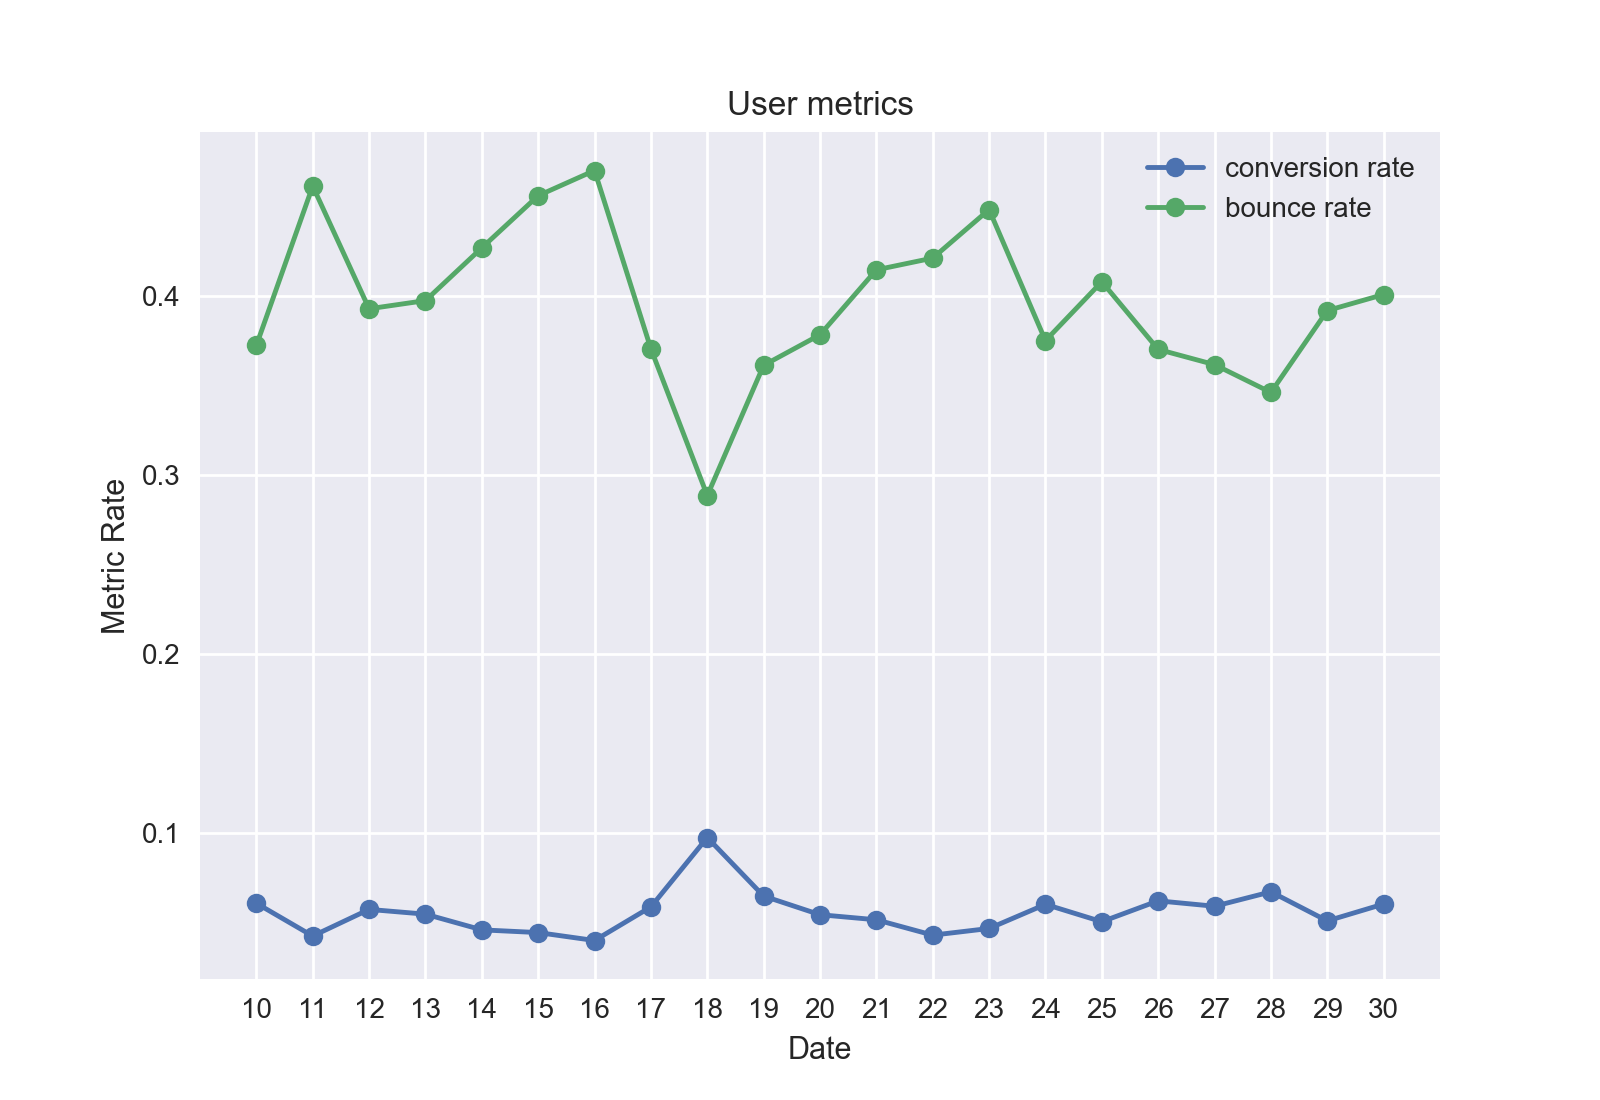 User metrics
conversion rate
bounce rate
0.4
0.3
0.2
0.1
Metric Rate
10 11 12 13 14 15 16 17 18 19 20 21 22 23 24 25 26 27 28 29 30
Date